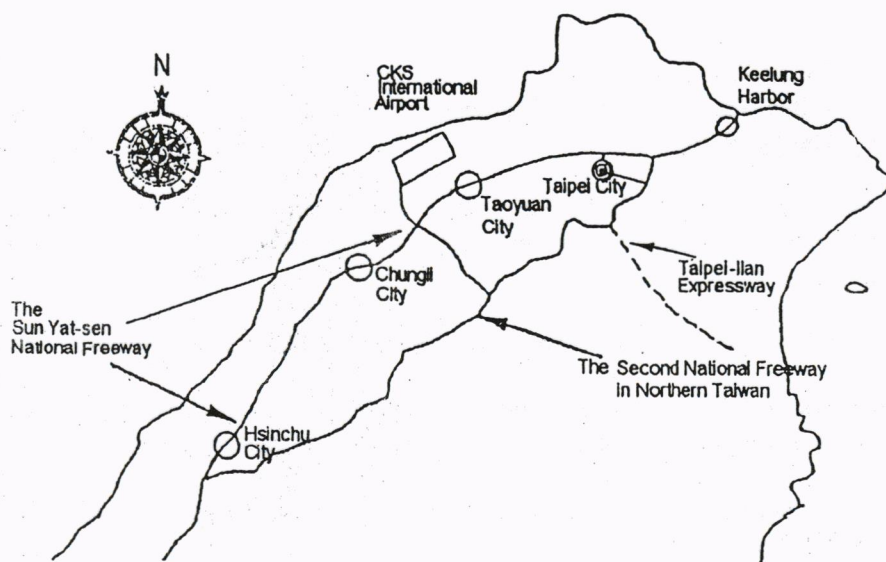 N
CKS
International
Airport
Keelung
Harbor
Taipei City
Taoyuan
City
Taipei-Ilan
Expressway
Chungli
City
The
Sun Yat-sen
National Freeway
The Second National Freeway
in Northern Taiwan
Hsinchu
City